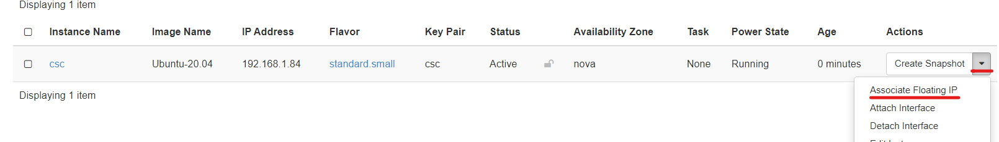 Displaying 1 item
Instance Name Image Name IP Address Flavor Key Pair Status Availability Zone Task Power State Age Actions
csc Ubuntu-20.04 192.168.1.84 standard.small csc Active nova None Running 0 minutes Create Snapshot
Displaying 1 item
Associate Floating IP
Attach Interface
Detach Interface